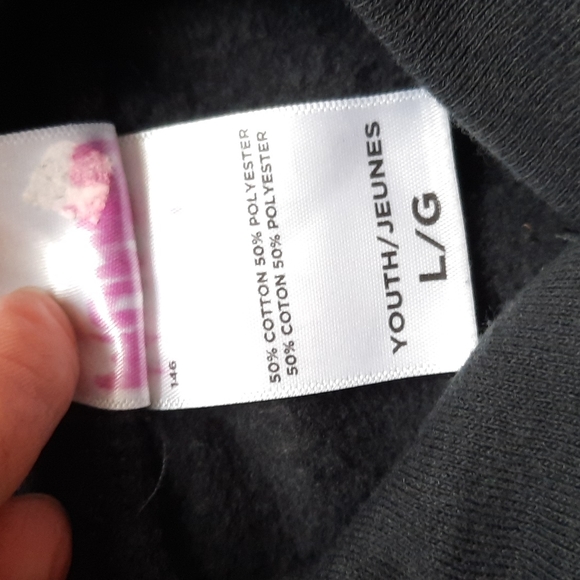 YOUTH/JEUNES
L/G
50% COTTON 50% POLYESTER
50% COTON 50% POLYESTER
146